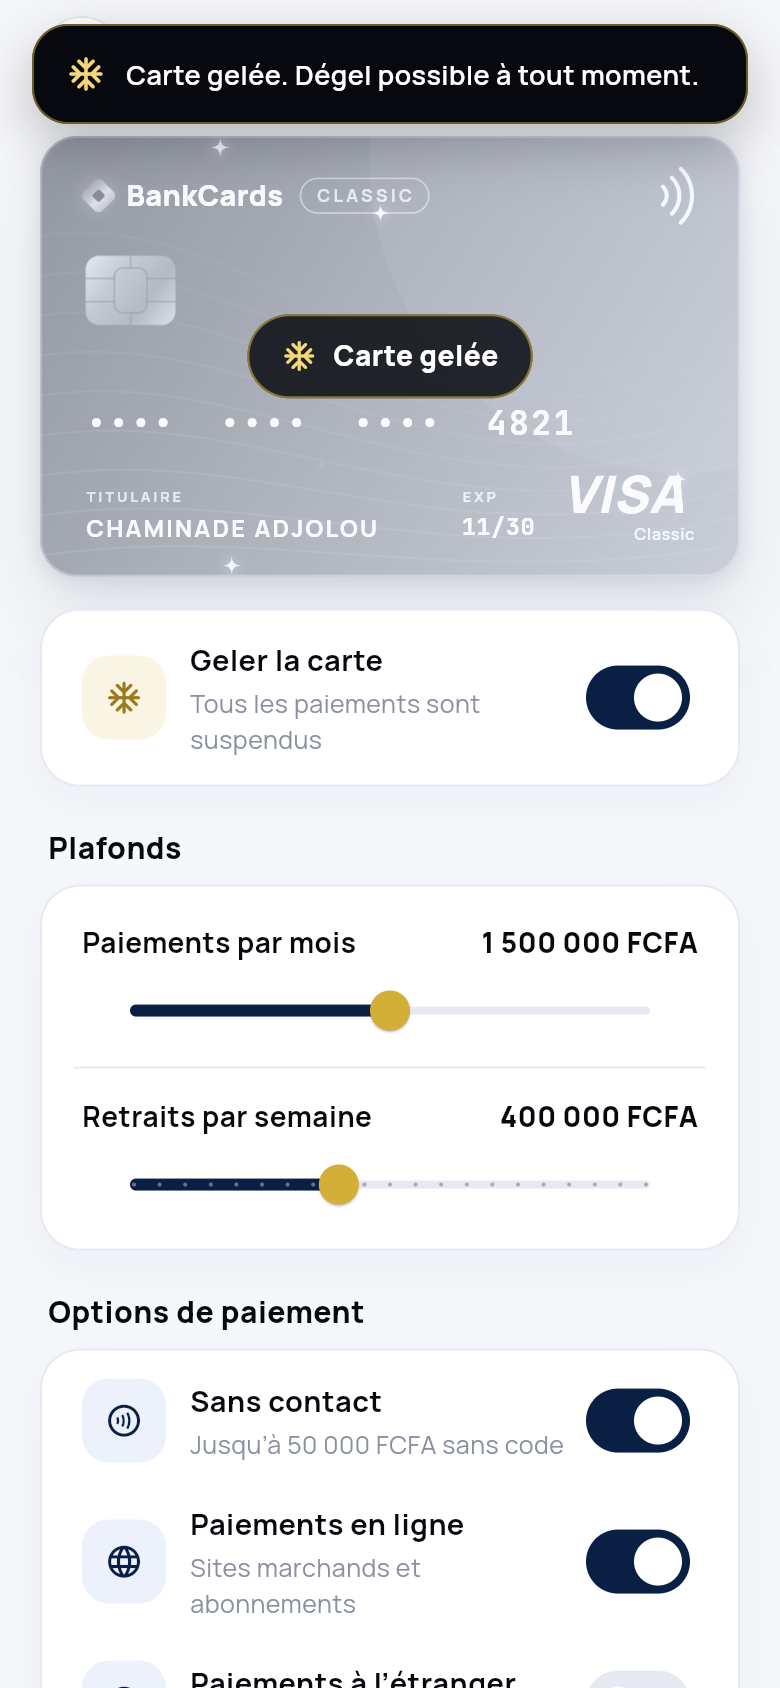 Carte gelée. Dégel possible à tout moment.
BankCards CLASSIC
Carte gelée
•••• •••• •••• 4821
TITULAIRE
CHAMINADE ADJOLOU
EXP
11/30
VISA
Classic
Geler la carte
Tous les paiements sont
suspendus
Plafonds
Paiements par mois 1 500 000 FCFA
Retraits par semaine 400 000 FCFA
Options de paiement
Sans contact
Jusqu’à 50 000 FCFA sans code
Paiements en ligne
Sites marchands et
abonnements
Paiements à l’étranger